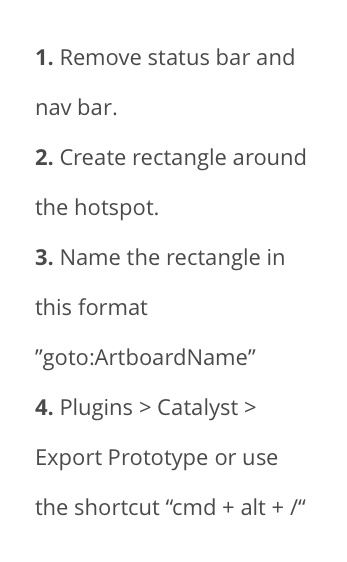 1. Remove status bar and
nav bar.
2. Create rectangle around
the hotspot.
3. Name the rectangle in
this format
”goto:ArtboardName”
4. Plugins > Catalyst >
Export Prototype or use
the shortcut “cmd + alt + /“